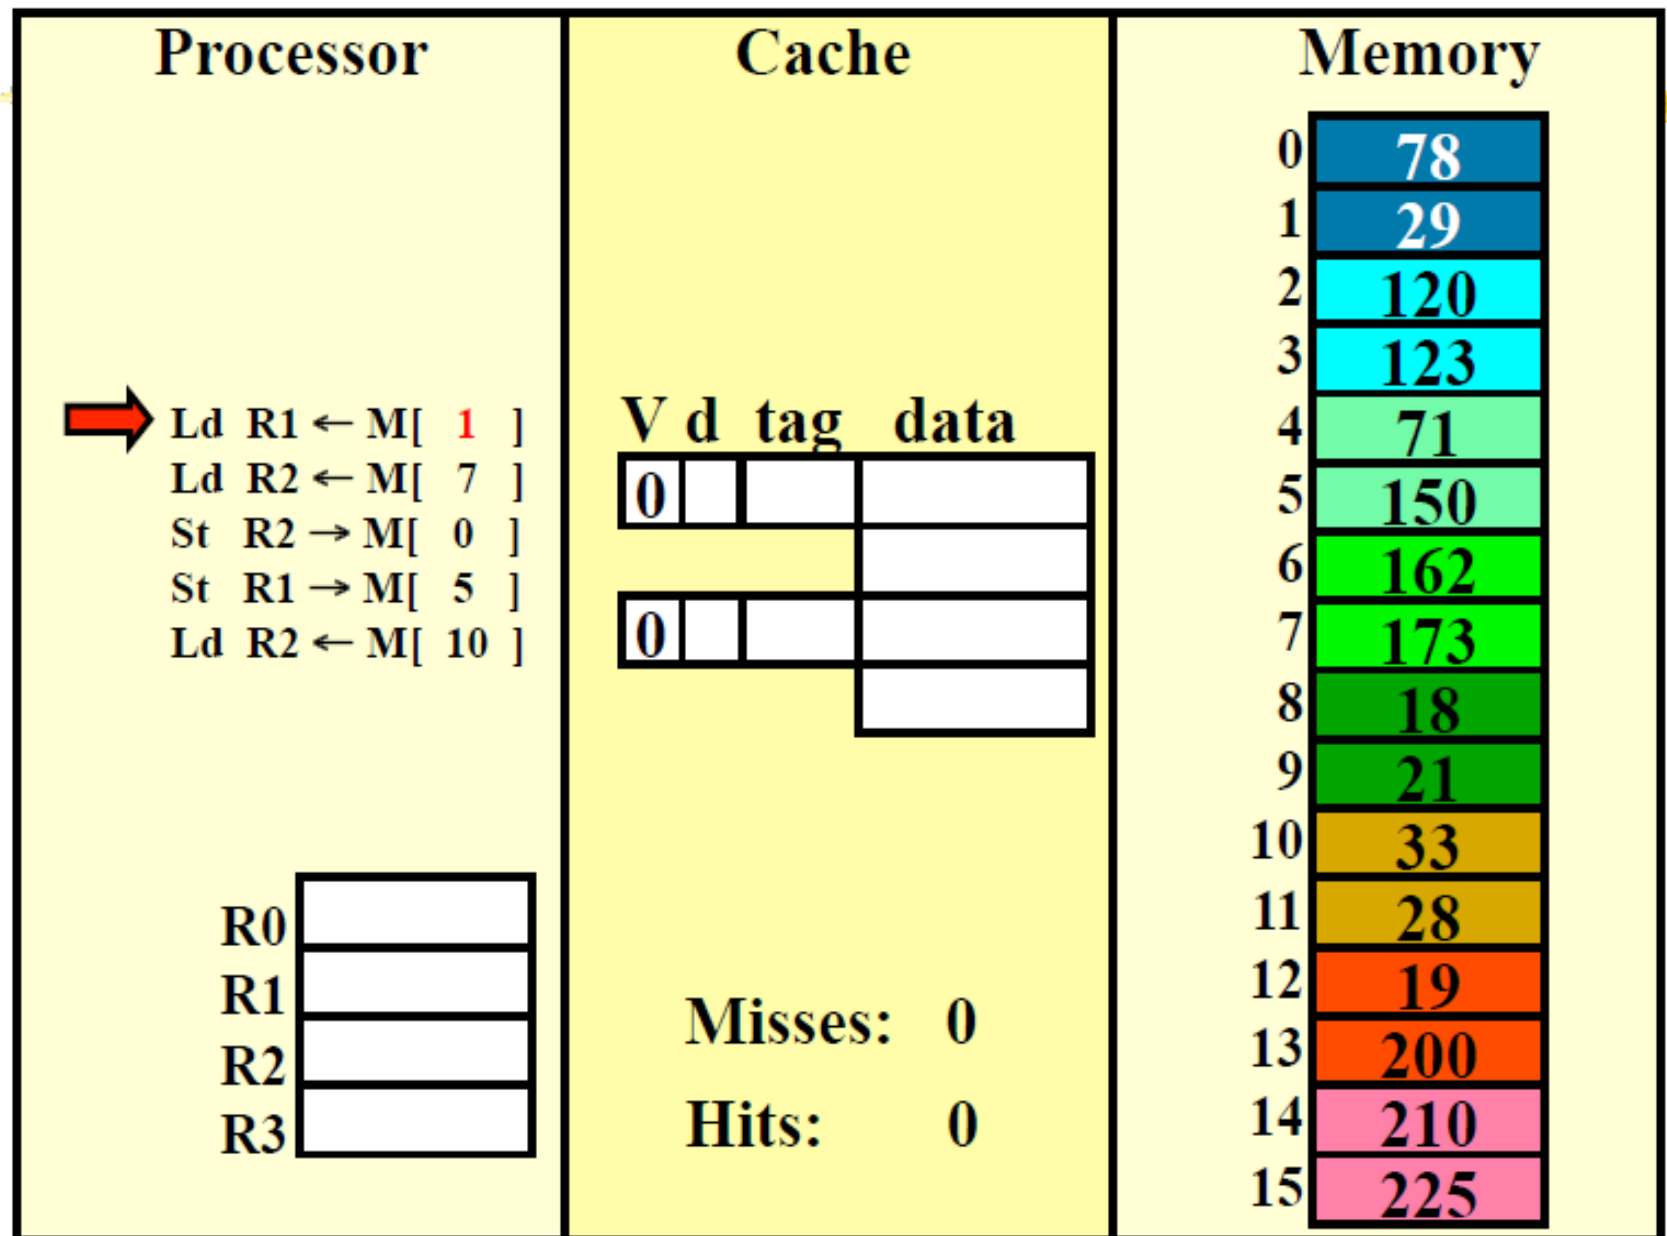 Processor
Ld R1 ← M[ 1 ]
Ld R2 ← M[ 7 ]
St R2 → M[ 0 ]
St R1 → M[ 5 ]
Ld R2 ← M[ 10 ]
R0
R1
R2
R3
Cache
V d tag data
0
0
Misses: 0
Hits: 0
Memory
0 78
1 29
2 120
3 123
4 71
5 150
6 162
7 173
8 18
9 21
10 33
11 28
12 19
13 200
14 210
15 225